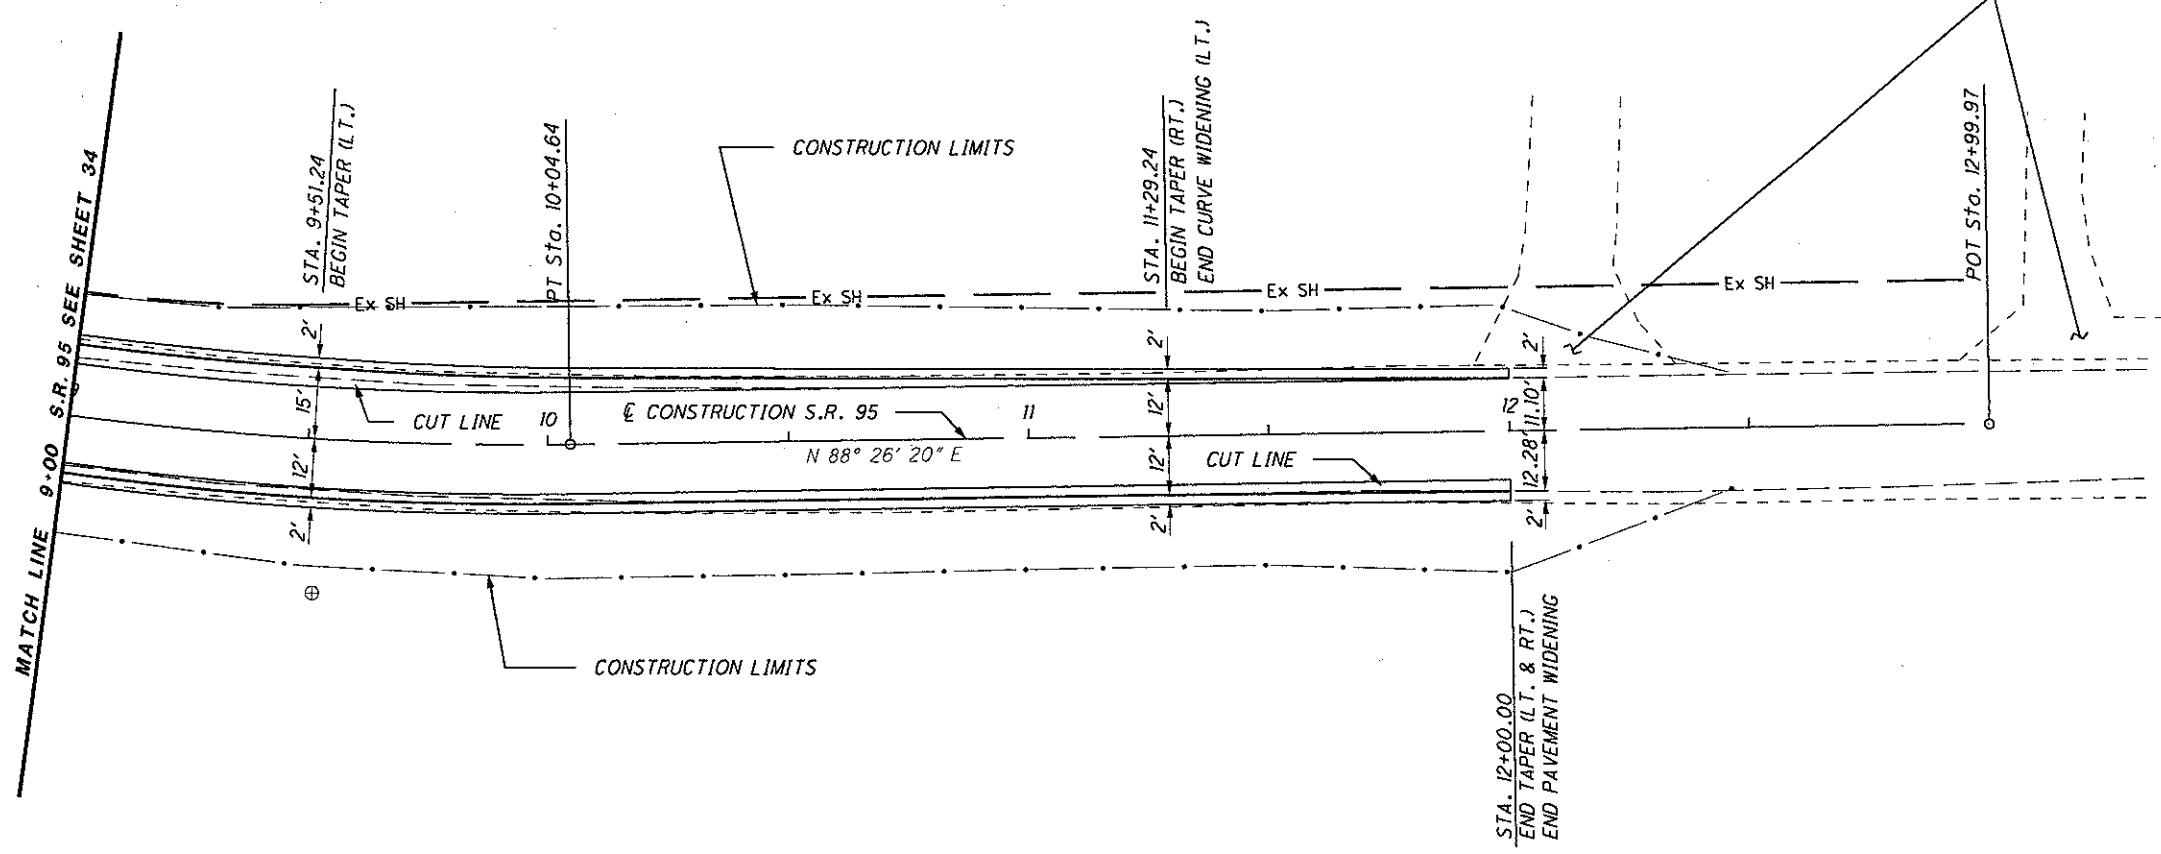 MATCH LINE 9+00 S.R. 95 SEE SHEET 34
STA. 9+51.24
BEGIN TAPER (LT.)
PT Sta. 10+04.64
CONSTRUCTION LIMITS
STA. 11+29.24
BEGIN TAPER (RT.)
END CURVE WIDENING (LT.)
POT Sta. 12+99.97
Ex SH
Ex SH
Ex SH
Ex SH
2'
15'
12'
2'
CUT LINE
10
℄ CONSTRUCTION S.R. 95
11
N 88° 26' 20" E
2'
12'
12'
2'
CUT LINE
12
2'
11.10'
12.28'
2'
CONSTRUCTION LIMITS
STA. 12+00.00
END TAPER (LT. & RT.)
END PAVEMENT WIDENING